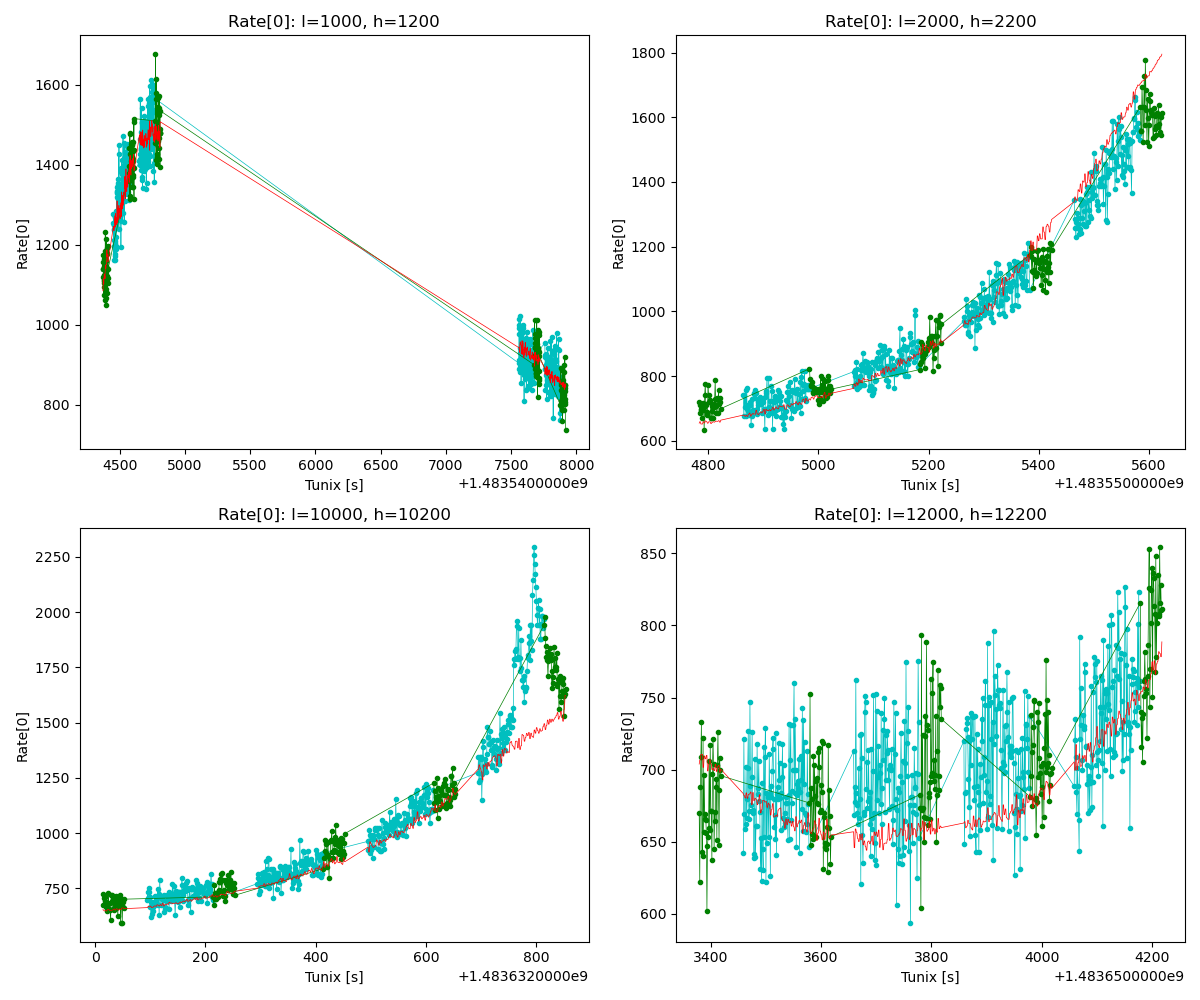 Rate[0]: l=1000, h=1200
Rate[0]
1600
1400
1200
1000
800
4500 5000 5500 6000 6500 7000 7500 8000
Tunix [s]
+1.4835400000e9
Rate[0]: l=2000, h=2200
Rate[0]
1800
1600
1400
1200
1000
800
600
4800 5000 5200 5400 5600
Tunix [s]
+1.4835500000e9
Rate[0]: l=10000, h=10200
Rate[0]
2250
2000
1750
1500
1250
1000
750
0 200 400 600 800
Tunix [s]
+1.4836320000e9
Rate[0]: l=12000, h=12200
Rate[0]
850
800
750
700
650
600
3400 3600 3800 4000 4200
Tunix [s]
+1.4836500000e9